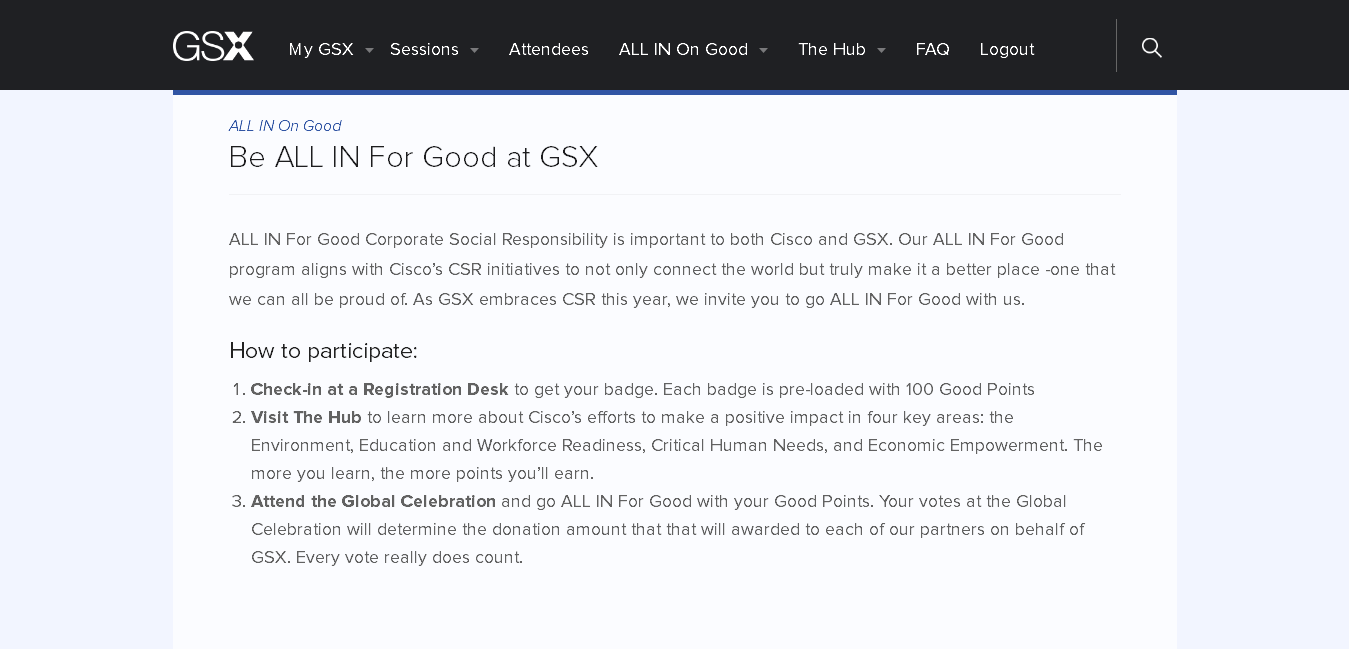 GSX My GSX Sessions Attendees ALL IN On Good The Hub FAQ Logout
ALL IN On Good
Be ALL IN For Good at GSX
ALL IN For Good Corporate Social Responsibility is important to both Cisco and GSX. Our ALL IN For Good
program aligns with Cisco’s CSR initiatives to not only connect the world but truly make it a better place -one that
we can all be proud of. As GSX embraces CSR this year, we invite you to go ALL IN For Good with us.
How to participate:
1. Check-in at a Registration Desk to get your badge. Each badge is pre-loaded with 100 Good Points
2. Visit The Hub to learn more about Cisco’s efforts to make a positive impact in four key areas: the
Environment, Education and Workforce Readiness, Critical Human Needs, and Economic Empowerment. The
more you learn, the more points you’ll earn.
3. Attend the Global Celebration and go ALL IN For Good with your Good Points. Your votes at the Global
Celebration will determine the donation amount that that will awarded to each of our partners on behalf of
GSX. Every vote really does count.